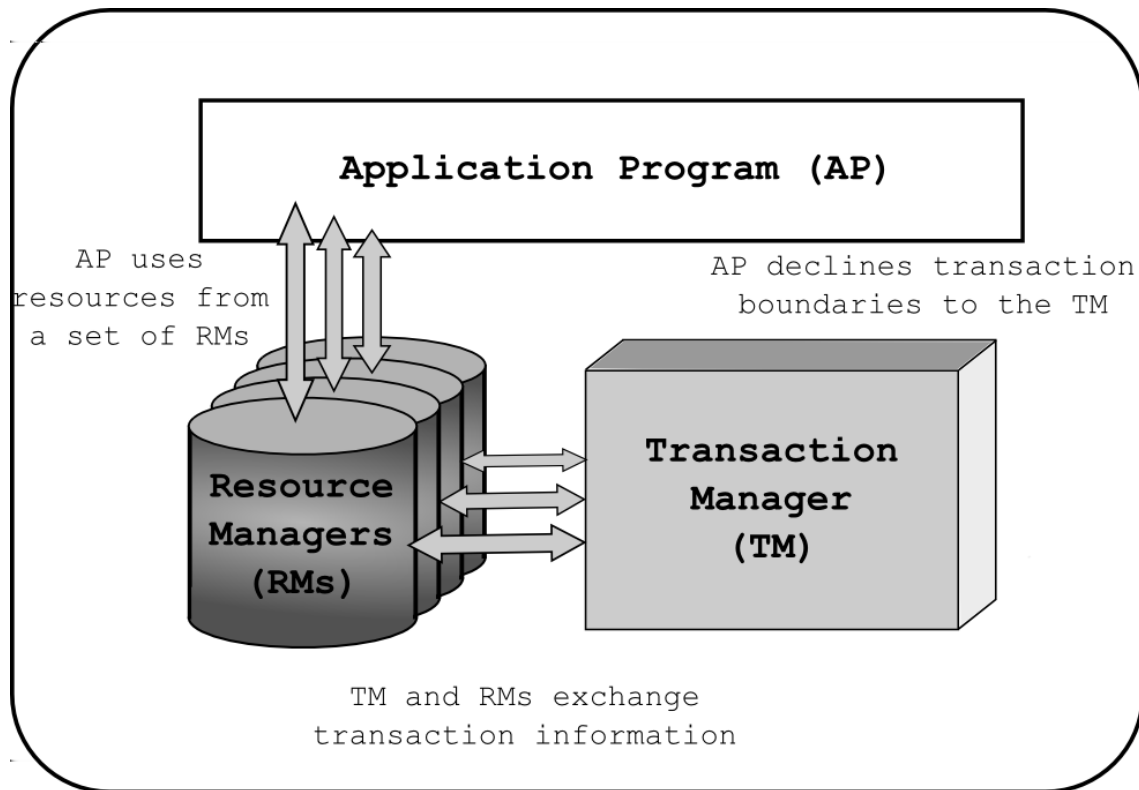 Application Program (AP)
AP uses
resources from
a set of RMs
AP declines transaction
boundaries to the TM
Resource
Managers
(RMs)
Transaction
Manager
(TM)
TM and RMs exchange
transaction information